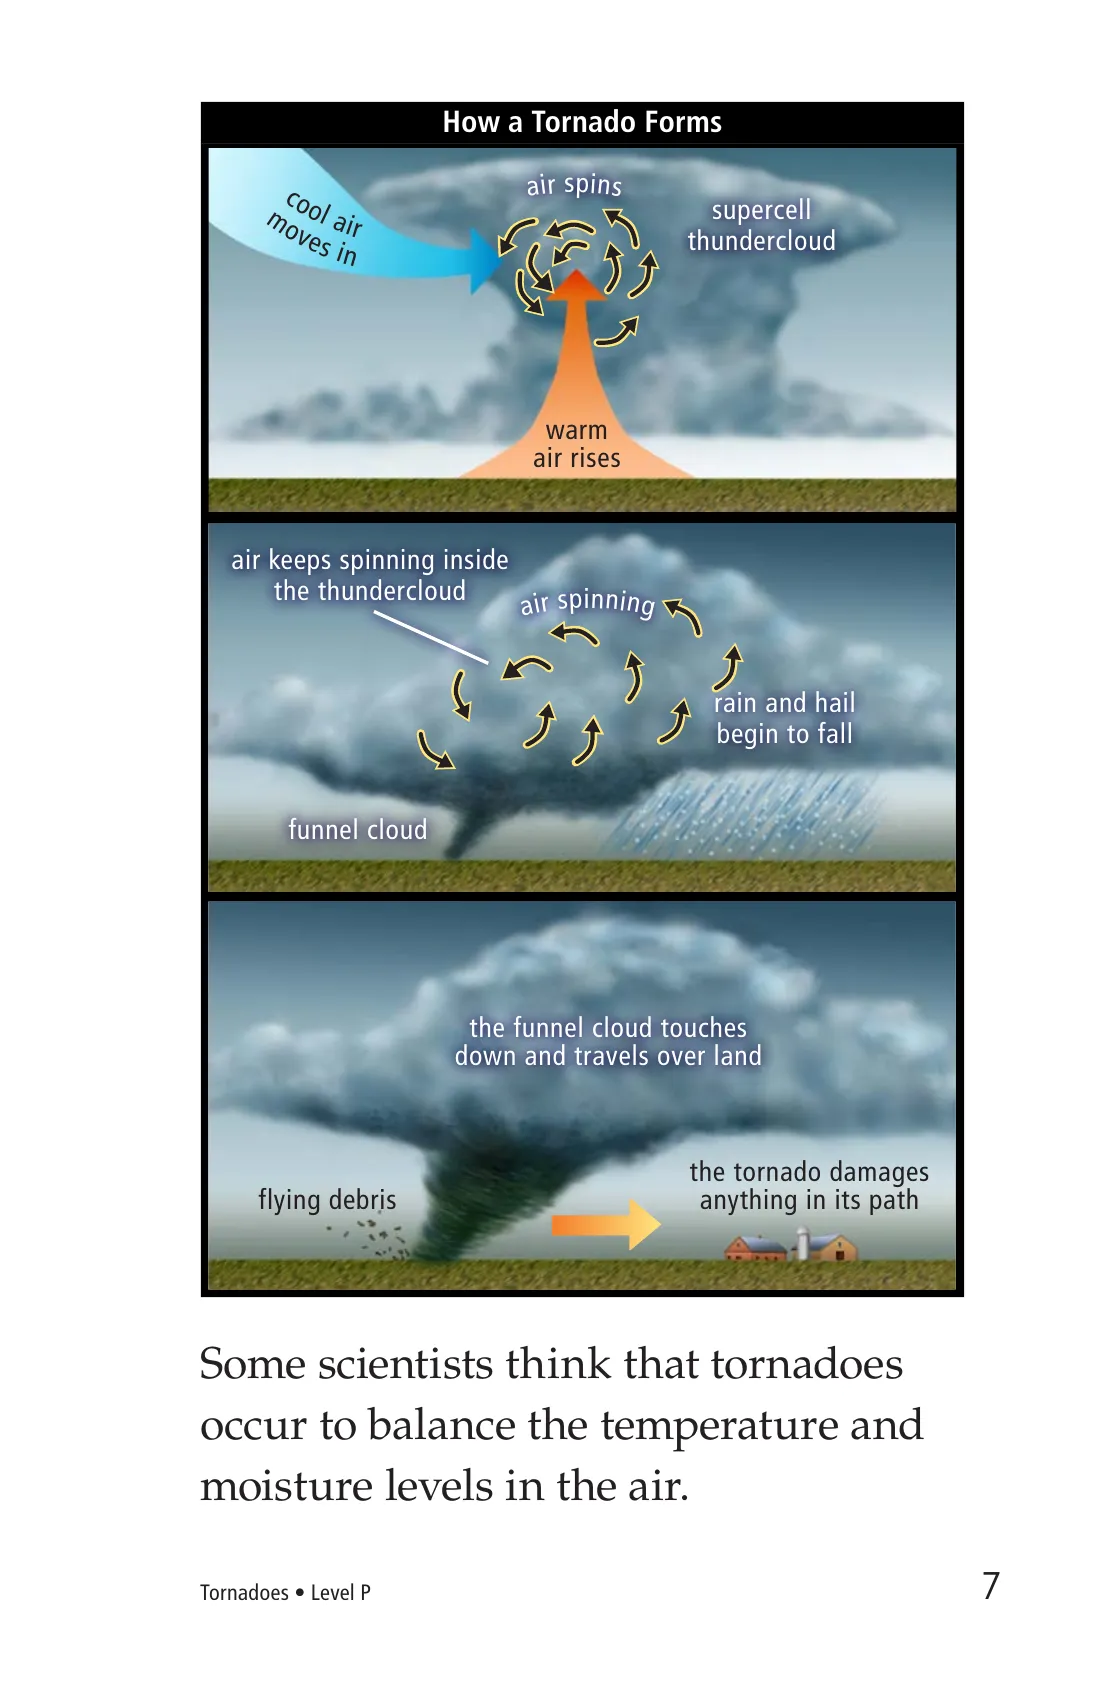 How a Tornado Forms
cool air
moves in
air spins
supercell
thundercloud
warm
air rises
air keeps spinning inside
the thundercloud
air spinning
rain and hail
begin to fall
funnel cloud
the funnel cloud touches
down and travels over land
flying debris
the tornado damages
anything in its path
Some scientists think that tornadoes
occur to balance the temperature and
moisture levels in the air.
Tornadoes • Level P
7